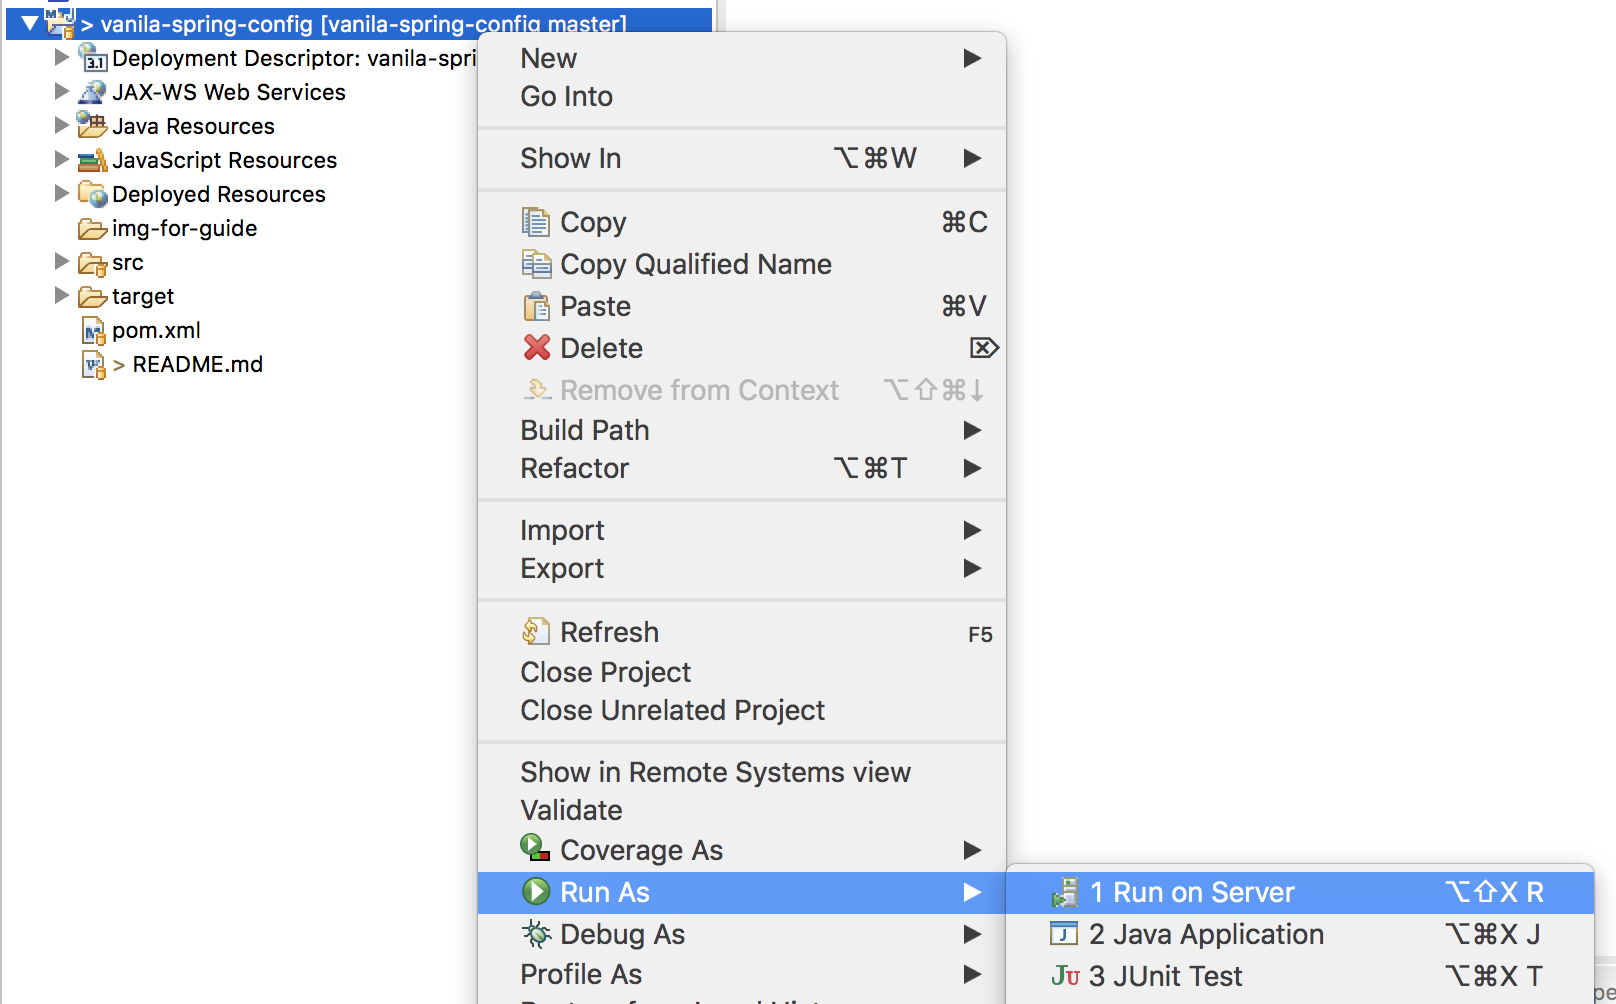 > vanila-spring-config [vanila-spring-config master]
Deployment Descriptor: vanila-spri
JAX-WS Web Services
Java Resources
JavaScript Resources
Deployed Resources
img-for-guide
src
target
pom.xml
> README.md
New
Go Into
Show In ⌥⌘W
Copy ⌘C
Copy Qualified Name
Paste ⌘V
Delete ⌦
Remove from Context ⌥⇧⌘↓
Build Path
Refactor ⌥⌘T
Import
Export
Refresh F5
Close Project
Close Unrelated Project
Show in Remote Systems view
Validate
Coverage As
Run As
Debug As
Profile As
1 Run on Server ⌥⇧X R
2 Java Application ⌥⌘X J
3 JUnit Test ⌥⌘X T